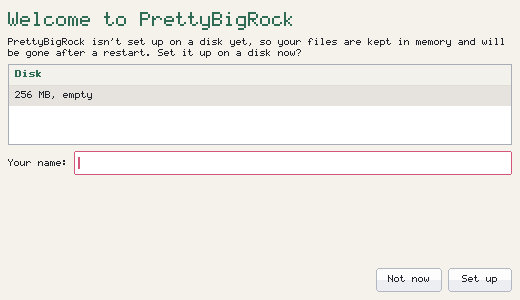 Welcome to PrettyBigRock
PrettyBigRock isn't set up on a disk yet, so your files are kept in memory and will
be gone after a restart. Set it up on a disk now?
Disk
256 MB, empty
Your name:
Not now
Set up